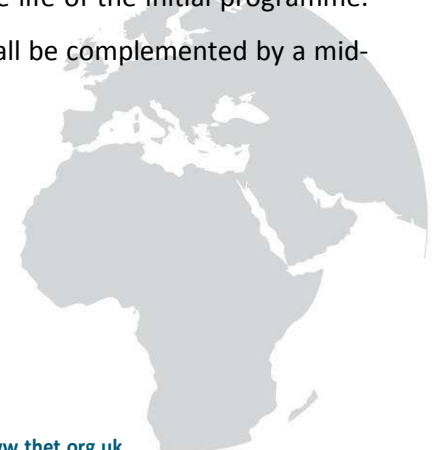 e life of the initial programme.
all be complemented by a mid-
ww.thet.org.uk